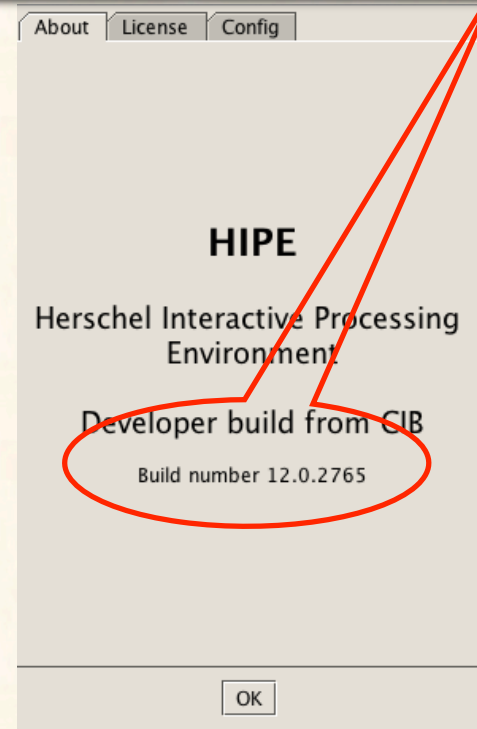 About License Config
HIPE
Herschel Interactive Processing
Environment
Developer build from CIB
Build number 12.0.2765
OK